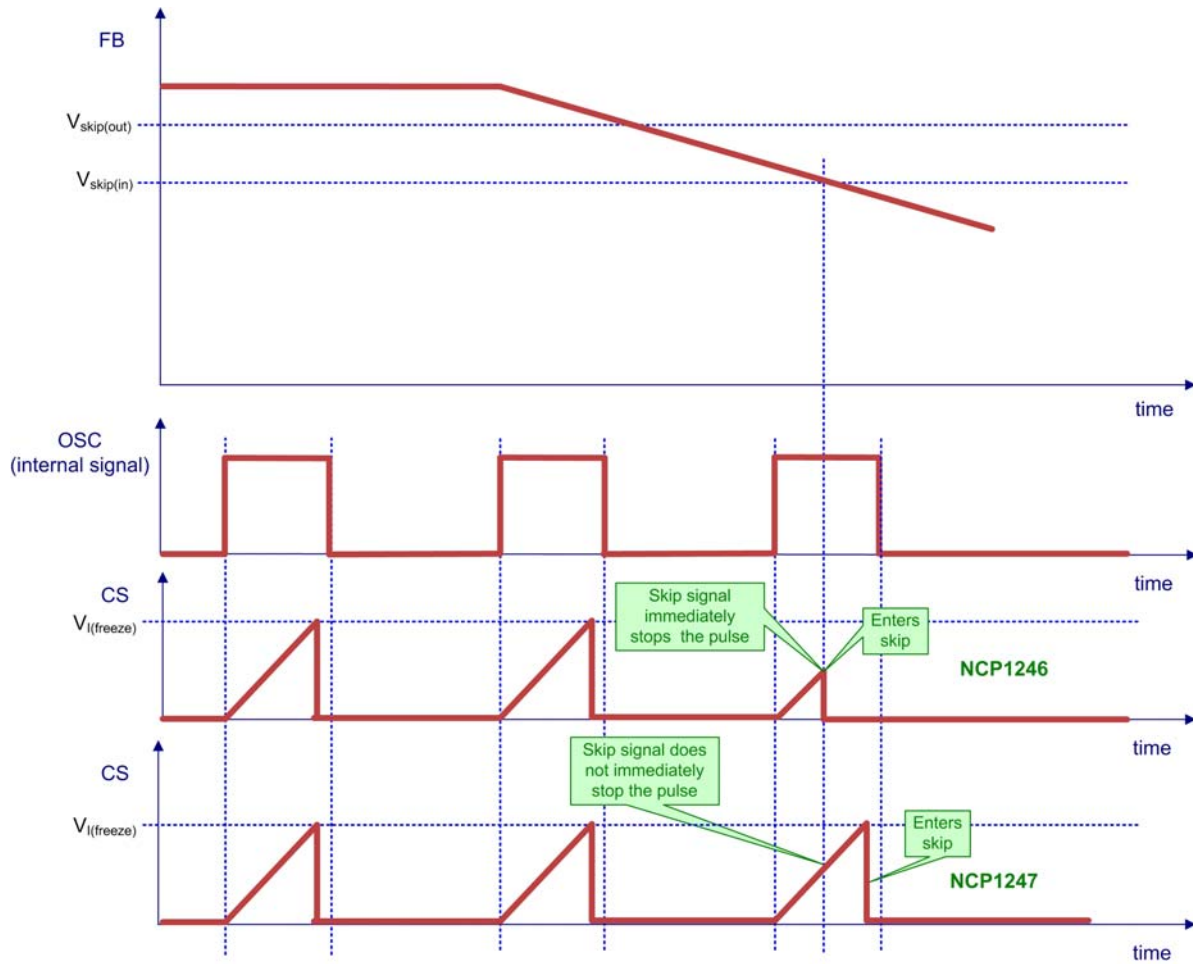 FB
Vskip(out)
Vskip(in)
time
OSC
(internal signal)
time
CS
VI(freeze)
Skip signal
immediately
stops the pulse
Enters
skip
NCP1246
time
CS
Skip signal does
not immediately
stop the pulse
VI(freeze)
Enters
skip
NCP1247
time